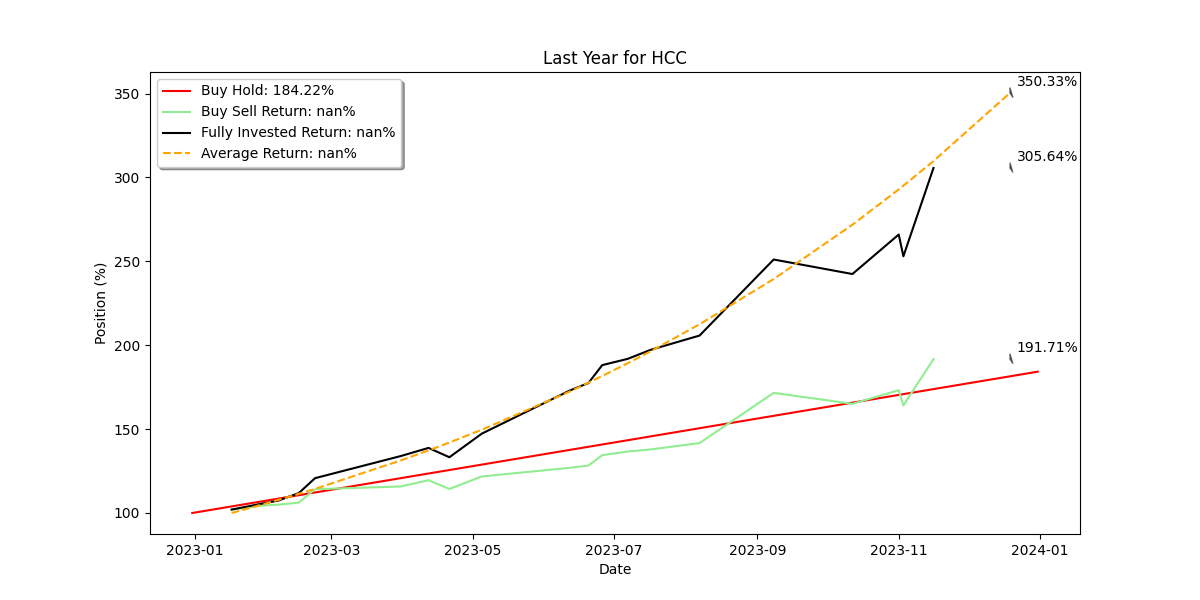 Last Year for HCC
Buy Hold: 184.22%
Buy Sell Return: nan%
Fully Invested Return: nan%
Average Return: nan%
350.33%
305.64%
191.71%
Position (%)
350
300
250
200
150
100
2023-01
2023-03
2023-05
2023-07
2023-09
2023-11
2024-01
Date